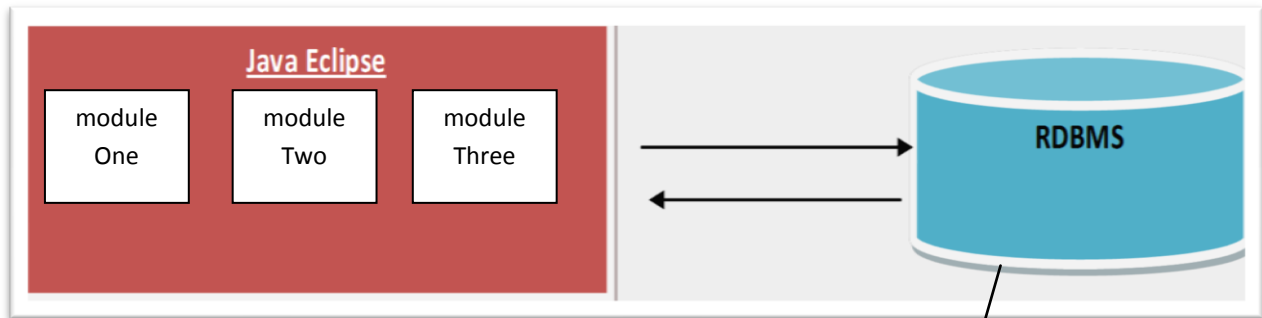 Java Eclipse
module
One
module
Two
module
Three
RDBMS